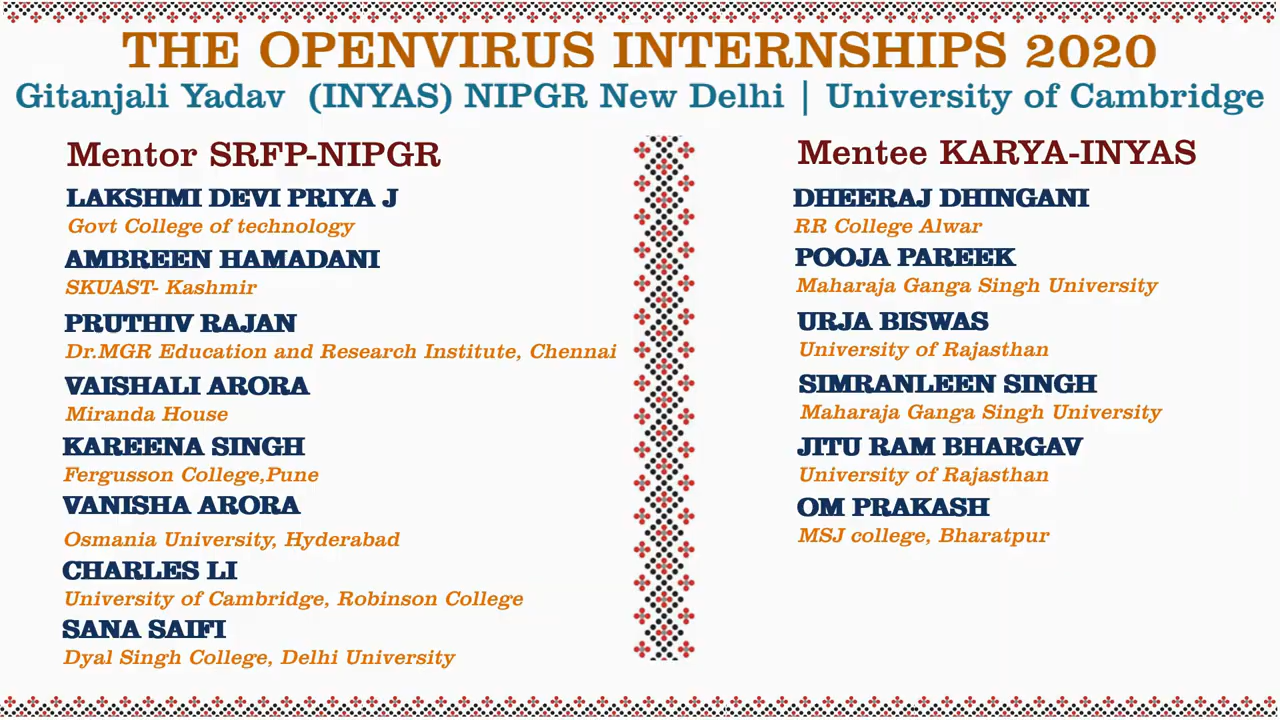 THE OPENVIRUS INTERNSHIPS 2020
Gitanjali Yadav (INYAS) NIPGR New Delhi | University of Cambridge
Mentor SRFP-NIPGR
LAKSHMI DEVI PRIYA J
Govt College of technology
AMBREEN HAMADANI
SKUAST- Kashmir
PRUTHIV RAJAN
Dr.MGR Education and Research Institute, Chennai
VAISHALI ARORA
Miranda House
KAREENA SINGH
Fergusson College,Pune
VANISHA ARORA
Osmania University, Hyderabad
CHARLES LI
University of Cambridge, Robinson College
SANA SAIFI
Dyal Singh College, Delhi University
Mentee KARYA-INYAS
DHEERAJ DHINGANI
RR College Alwar
POOJA PAREEK
Maharaja Ganga Singh University
URJA BISWAS
University of Rajasthan
SIMRANLEEN SINGH
Maharaja Ganga Singh University
JITU RAM BHARGAV
University of Rajasthan
OM PRAKASH
MSJ college, Bharatpur